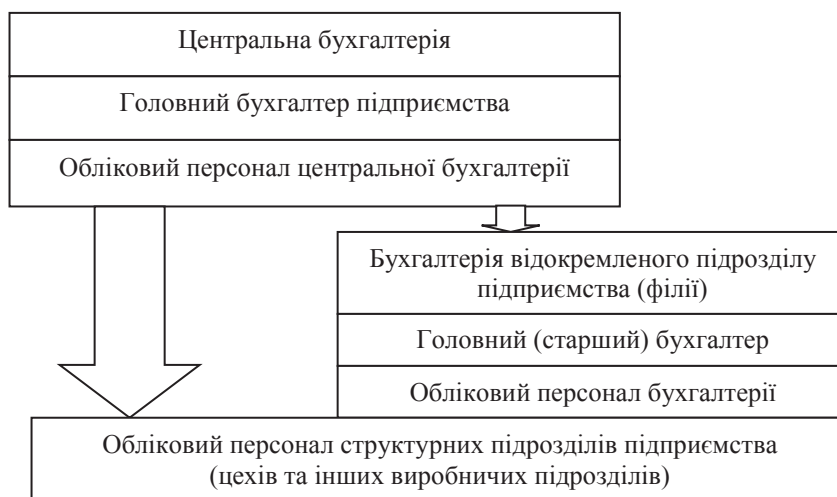 Центральна бухгалтерія
Головний бухгалтер підприємства
Обліковий персонал центральної бухгалтерії
Бухгалтерія відокремленого підрозділу
підприємства (філії)
Головний (старший) бухгалтер
Обліковий персонал бухгалтерії
Обліковий персонал структурних підрозділів підприємства
(цехів та інших виробничих підрозділів)